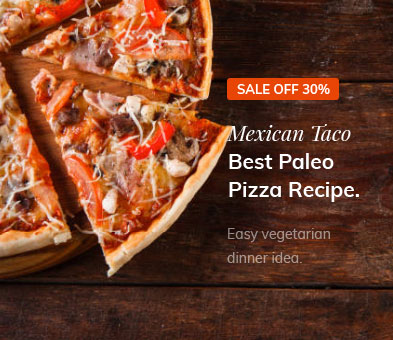 SALE OFF 30%
Mexican Taco
Best Paleo
Pizza Recipe.
Easy vegetarian
dinner idea.